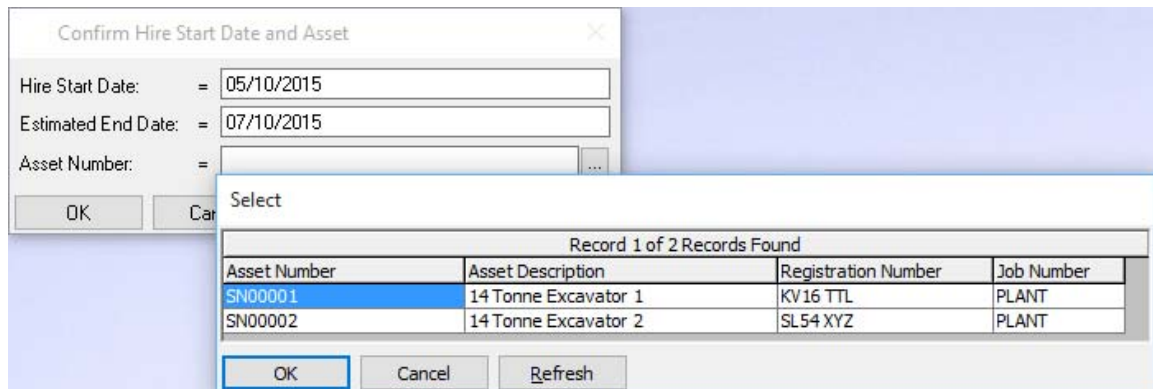 Confirm Hire Start Date and Asset
Hire Start Date: = 05/10/2015
Estimated End Date: = 07/10/2015
Asset Number: = ...
OK
Select
Record 1 of 2 Records Found
Asset Number Asset Description Registration Number Job Number
SN00001 14 Tonne Excavator 1 KV16 TTL PLANT
SN00002 14 Tonne Excavator 2 SL54 XYZ PLANT
OK Cancel Refresh